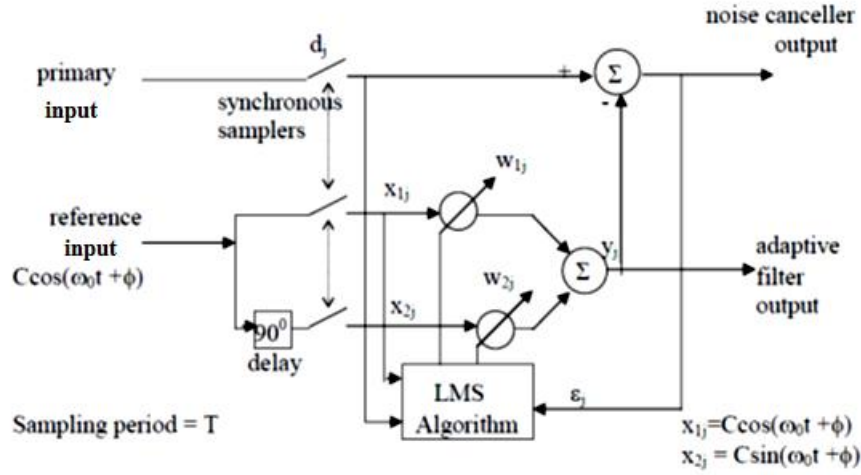 noise canceller
output
d_j
primary
input
+
Σ
-
synchronous
samplers
w_1j
x_1j
reference
input
Ccos(ω₀t +ϕ)
y_j
Σ
adaptive
filter
output
w_2j
x_2j
90⁰
delay
LMS
Algorithm
ε_j
Sampling period = T
x_1j=Ccos(ω₀t +ϕ)
x_2j = Csin(ω₀t +ϕ)